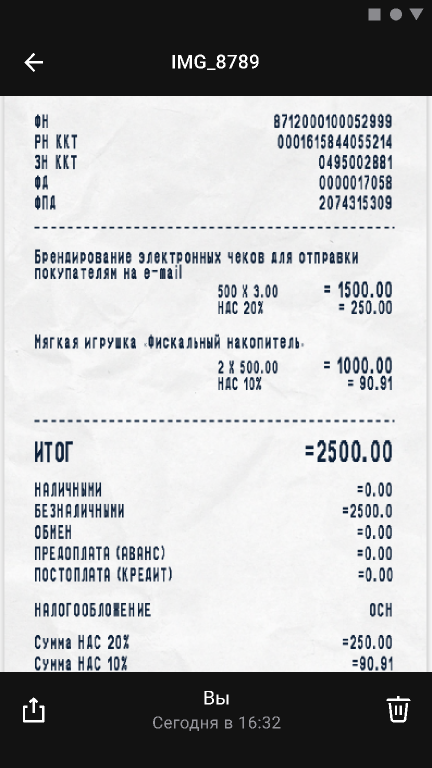 IMG_8789
ФН 8712000100052999
РН ККТ 0001615844055214
ЗН ККТ 0495002881
ФД 0000017058
ФПД 2074315309
Брендирование электронных чеков для отправки
покупателям на e-mail
500 X 3.00 = 1500.00
НДС 20% = 250.00
Мягкая игрушка «Фискальный накопитель»
2 X 500.00 = 1000.00
НДС 10% = 90.91
ИТОГ =2500.00
НАЛИЧНЫМИ =0.00
БЕЗНАЛИЧНЫМИ =2500.0
ОБМЕН =0.00
ПРЕДОПЛАТА (АВАНС) =0.00
ПОСТОПЛАТА (КРЕДИТ) =0.00
НАЛОГООБЛОЖЕНИЕ ОСН
Сумма НДС 20% =250.00
Сумма НДС 10% =90.91
Вы
Сегодня в 16:32